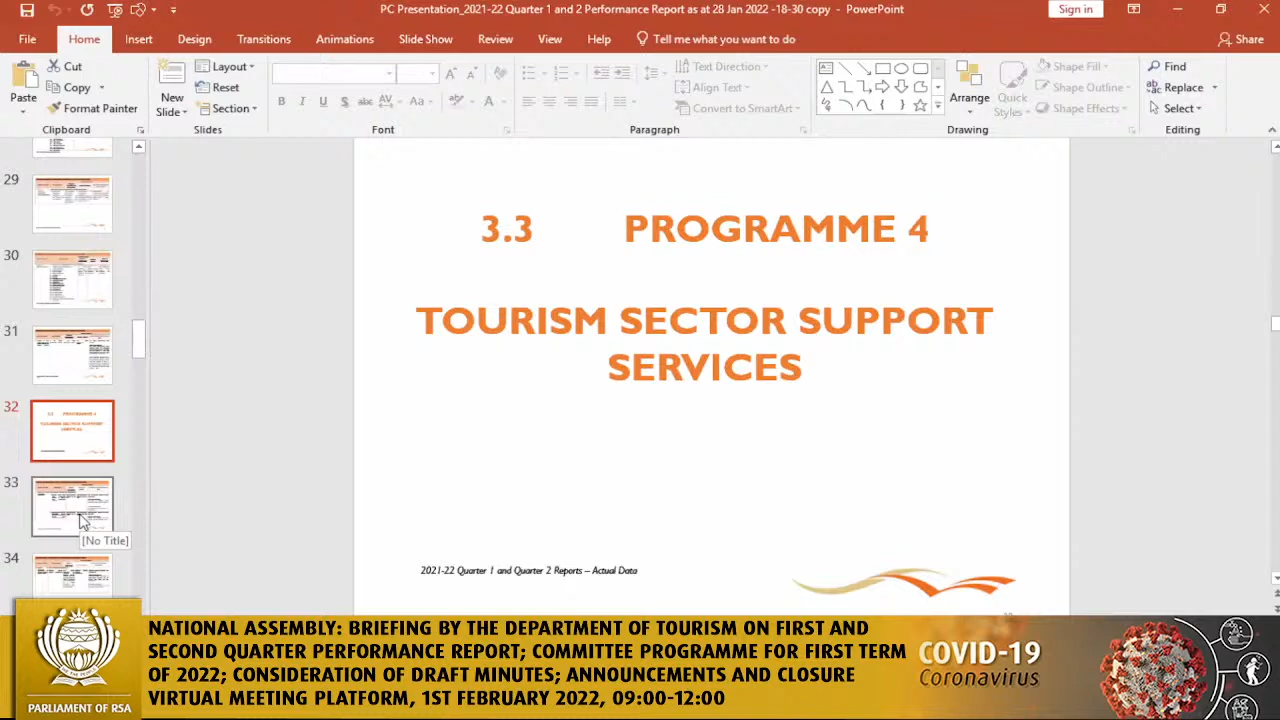 PC Presentation_2021-22 Quarter 1 and 2 Performance Report as at 28 Jan 2022 -18-30 copy - PowerPoint
Sign in
File Home Insert Design Transitions Animations Slide Show Review View Help Tell me what you want to do Share
Paste
Cut
Copy
Format Painter
Clipboard
New
Slide
Layout
Reset
Section
Slides
B I U S abc AV Aa A
Font
Text Direction
Align Text
Convert to SmartArt
Paragraph
Arrange
Quick
Styles
Shape Fill
Shape Outline
Shape Effects
Drawing
Find
Replace
Select
Editing
29
30
31
32
33
[No Title]
34
3.3 PROGRAMME 4
TOURISM SECTOR SUPPORT
SERVICES
2021-22 Quarter 1 and Quarter 2 Reports – Actual Data
PARLIAMENT OF RSA
NATIONAL ASSEMBLY: BRIEFING BY THE DEPARTMENT OF TOURISM ON FIRST AND
SECOND QUARTER PERFORMANCE REPORT; COMMITTEE PROGRAMME FOR FIRST TERM
OF 2022; CONSIDERATION OF DRAFT MINUTES; ANNOUNCEMENTS AND CLOSURE
VIRTUAL MEETING PLATFORM, 1ST FEBRUARY 2022, 09:00-12:00
COVID-19
Coronavirus